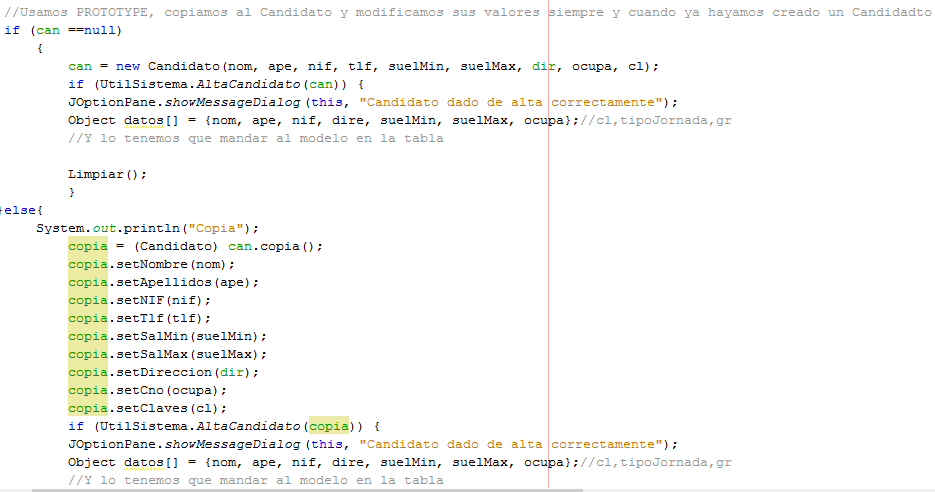 //Usamos PROTOTYPE, copiamos al Candidato y modificamos sus valores siempre y cuando ya hayamos creado un Candidadto
if (can ==null)
{
can = new Candidato(nom, ape, nif, tlf, suelMin, suelMax, dir, ocupa, cl);
if (UtilSistema.AltaCandidato(can)) {
JOptionPane.showMessageDialog(this, "Candidato dado de alta correctamente");
Object datos[] = {nom, ape, nif, dire, suelMin, suelMax, ocupa};//cl,tipoJornada,gr
//Y lo tenemos que mandar al modelo en la tabla
Limpiar();
}
}else{
System.out.println("Copia");
copia = (Candidato) can.copia();
copia.setNombre(nom);
copia.setApellidos(ape);
copia.setNIF(nif);
copia.setTlf(tlf);
copia.setSalMin(suelMin);
copia.setSalMax(suelMax);
copia.setDireccion(dir);
copia.setCno(ocupa);
copia.setClaves(cl);
if (UtilSistema.AltaCandidato(copia)) {
JOptionPane.showMessageDialog(this, "Candidato dado de alta correctamente");
Object datos[] = {nom, ape, nif, dire, suelMin, suelMax, ocupa};//cl,tipoJornada,gr
//Y lo tenemos que mandar al modelo en la tabla